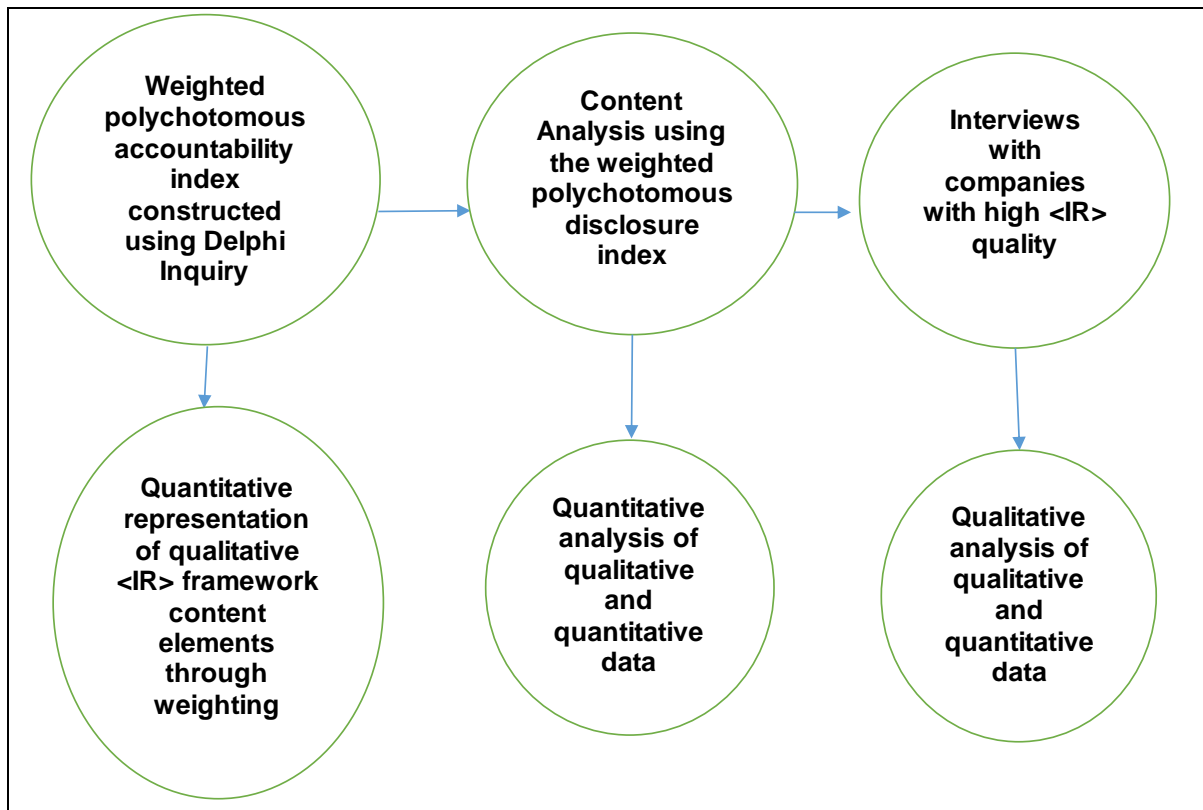 Weighted
polychotomous
accountability
index
constructed
using Delphi
Inquiry
Content
Analysis using
the weighted
polychotomous
disclosure
index
Interviews
with
companies
with high <IR>
quality
Quantitative
representation
of qualitative
<IR> framework
content
elements
through
weighting
Quantitative
analysis of
qualitative
and
quantitative
data
Qualitative
analysis of
qualitative
and
quantitative
data